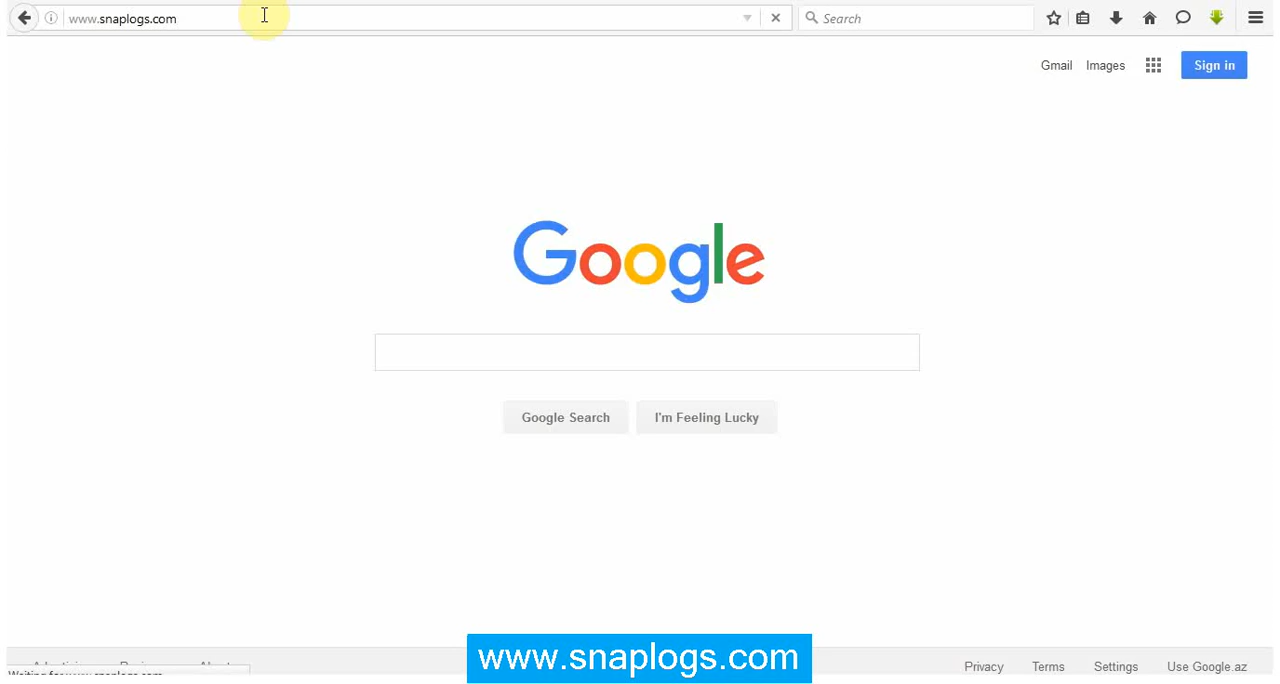 www.snaplogs.com
Search
Gmail Images Sign in
Google
Google Search I'm Feeling Lucky
www.snaplogs.com
Privacy Terms Settings Use Google.az